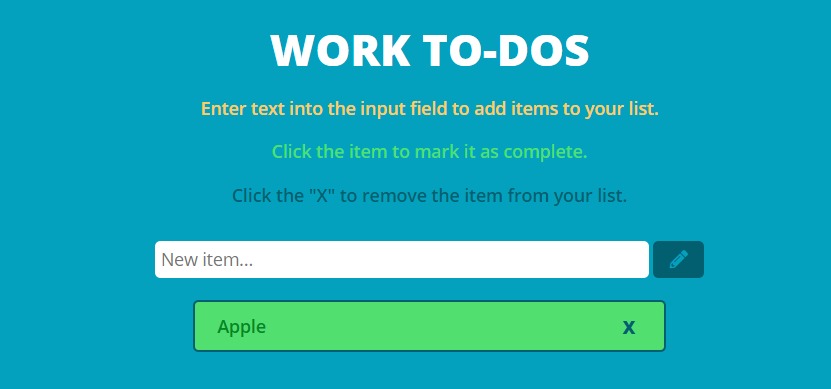 WORK TO-DOS
Enter text into the input field to add items to your list.
Click the item to mark it as complete.
Click the "X" to remove the item from your list.
New item...
Apple X